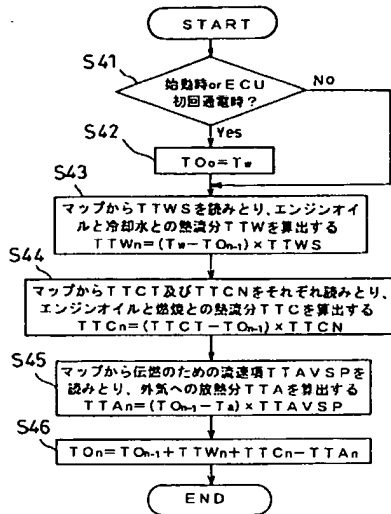 START
S41
始動時orECU
初回通電時？
No
Yes
S42
TO₀=Tw
S43
マップからTTWSを読みとり、エンジンオイ
ルと冷却水との熱流分TTWを算出する
TTWn=(Tw−TOn-1)×TTWS
S44
マップからTTCT及びTTCNをそれぞれ読みとり、
エンジンオイルと燃焼との熱流分TTCを算出する
TTCn=(TTCT−TOn-1)×TTCN
S45
マップから伝熱のための流速項TTAVSPを
読みとり、外気への放熱分TTAを算出する
TTAn=(TOn-1−Ta)×TTAVSP
S46
TOn=TOn-1+TTWn+TTCn−TTAn
END